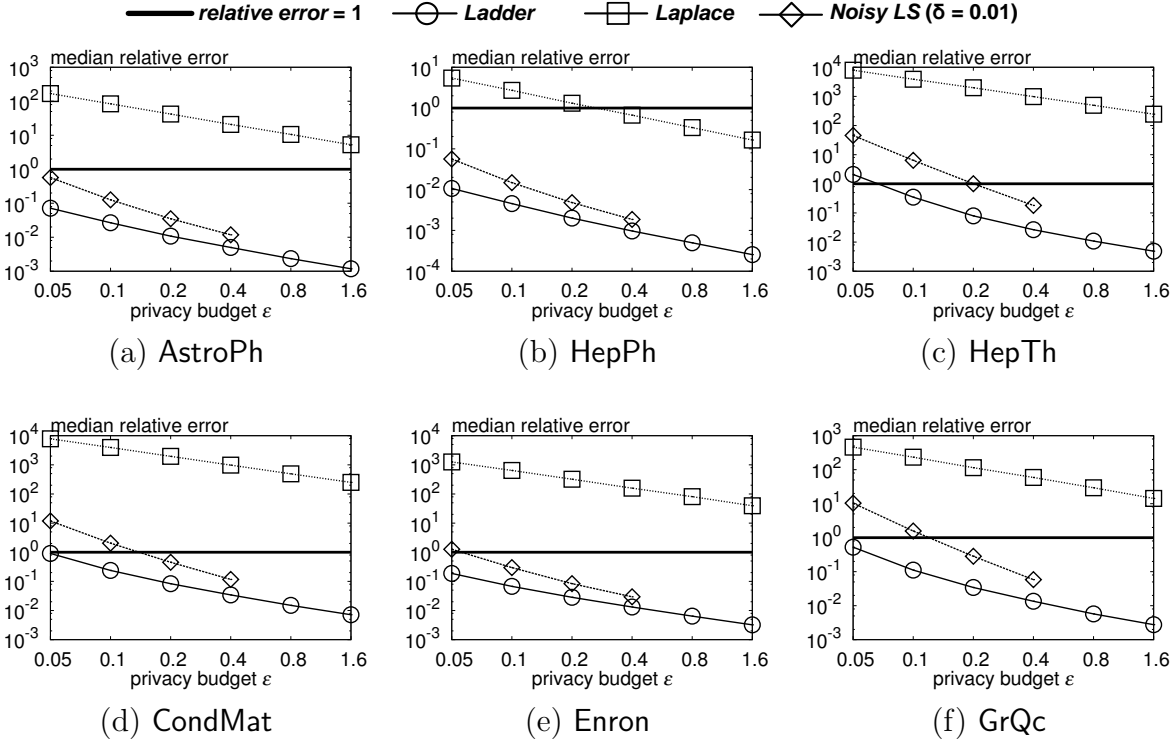 relative error = 1 Ladder Laplace Noisy LS (δ = 0.01)
median relative error
10^3
10^2
10^1
10^0
10^-1
10^-2
10^-3
0.05 0.1 0.2 0.4 0.8 1.6
privacy budget ε
(a) AstroPh
median relative error
10^1
10^0
10^-1
10^-2
10^-3
10^-4
0.05 0.1 0.2 0.4 0.8 1.6
privacy budget ε
(b) HepPh
median relative error
10^4
10^3
10^2
10^1
10^0
10^-1
10^-2
10^-3
0.05 0.1 0.2 0.4 0.8 1.6
privacy budget ε
(c) HepTh
median relative error
10^4
10^3
10^2
10^1
10^0
10^-1
10^-2
10^-3
0.05 0.1 0.2 0.4 0.8 1.6
privacy budget ε
(d) CondMat
median relative error
10^4
10^3
10^2
10^1
10^0
10^-1
10^-2
10^-3
0.05 0.1 0.2 0.4 0.8 1.6
privacy budget ε
(e) Enron
median relative error
10^3
10^2
10^1
10^0
10^-1
10^-2
10^-3
0.05 0.1 0.2 0.4 0.8 1.6
privacy budget ε
(f) GrQc